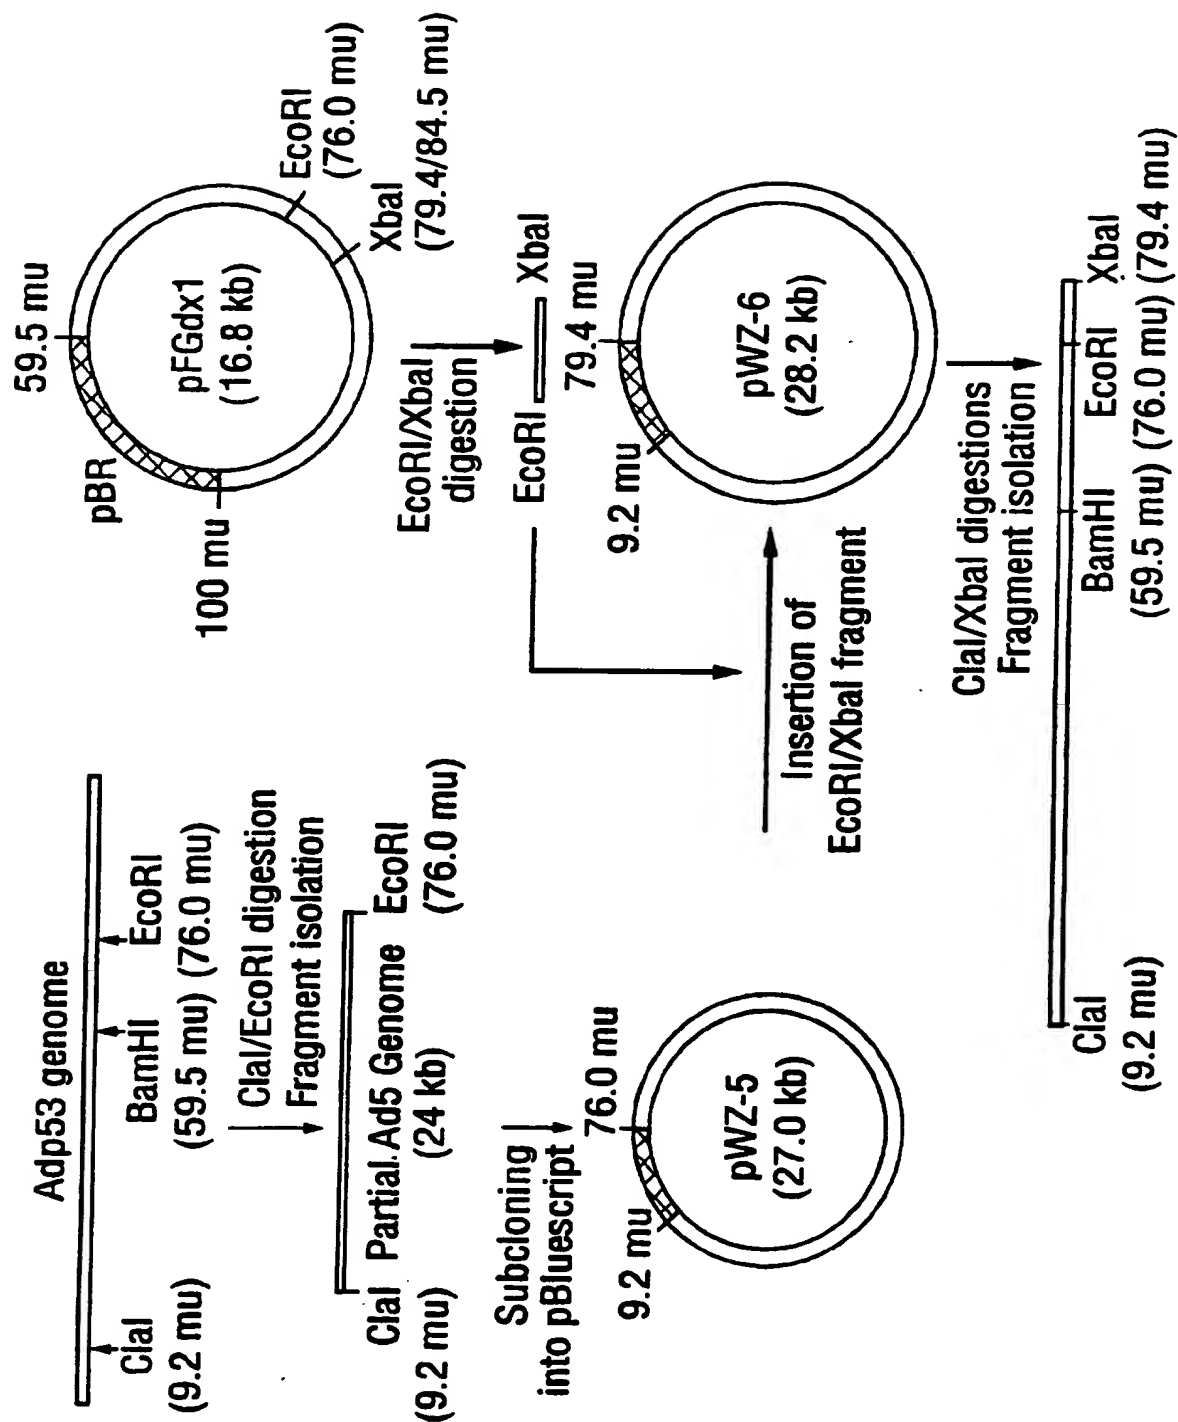 Adp53 genome
ClaI
(9.2 mu)
BamHI
(59.5 mu)
EcoRI
(76.0 mu)
ClaI/EcoRI digestion
Fragment isolation
ClaI
(9.2 mu)
Partial.Ad5 Genome
(24 kb)
EcoRI
(76.0 mu)
Subcloning
into pBluescript
76.0 mu
9.2 mu
pWZ-5
(27.0 kb)
59.5 mu
pBR
100 mu
pFGdx1
(16.8 kb)
EcoRI
(76.0 mu)
XbaI
(79.4/84.5 mu)
EcoRI/XbaI
digestion
EcoRI
XbaI
Insertion of
EcoRI/XbaI fragment
79.4 mu
9.2 mu
pWZ-6
(28.2 kb)
ClaI/XbaI digestions
Fragment isolation
ClaI
(9.2 mu)
BamHI
(59.5 mu)
EcoRI
(76.0 mu)
XbaI
(79.4 mu)